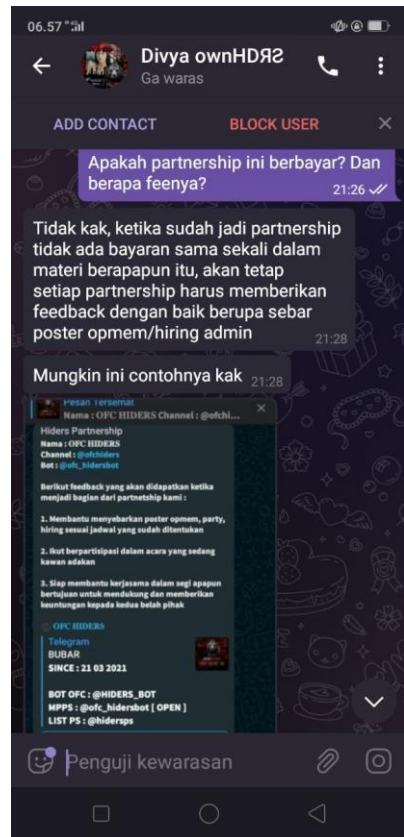 06.57
Divya ownHDЯƧ
Ga waras
ADD CONTACT
BLOCK USER
Apakah partnership ini berbayar? Dan
berapa feenya?
21:26
Tidak kak, ketika sudah jadi partnership
tidak ada bayaran sama sekali dalam
materi berapapun itu, akan tetap
setiap partnership harus memberikan
feedback dengan baik berupa sebar
poster opmem/hiring admin
21:28
Mungkin ini contohnya kak 21:28
Pesan Tersemat
Nama : OFC HIDERS Channel : @ofchi...
Hiders Partnership
Nama : OFC HIDERS
Channel : @ofchiders
Bot : @ofc_hidersbot
Berikut feedback yang akan didapatkan ketika
menjadi bagian dari partnetship kami :
1. Membantu menyebarkan poster opmem, party,
hiring sesuai jadwal yang sudah ditentukan
2. Ikut berpartisipasi dalam acara yang sedang
kawan adakan
3. Siap membantu kerjasama dalam segi apapun
bertujuan untuk mendukung dan memberikan
keuntungan kepada kedua belah pihak
OFC HIDERS
Telegram
BUBAR
SINCE : 21 03 2021
BOT OFC : @HIDERS_BOT
MPPS : @ofc_hidersbot [ OPEN ]
LIST PS : @hidersps
Penguji kewarasan